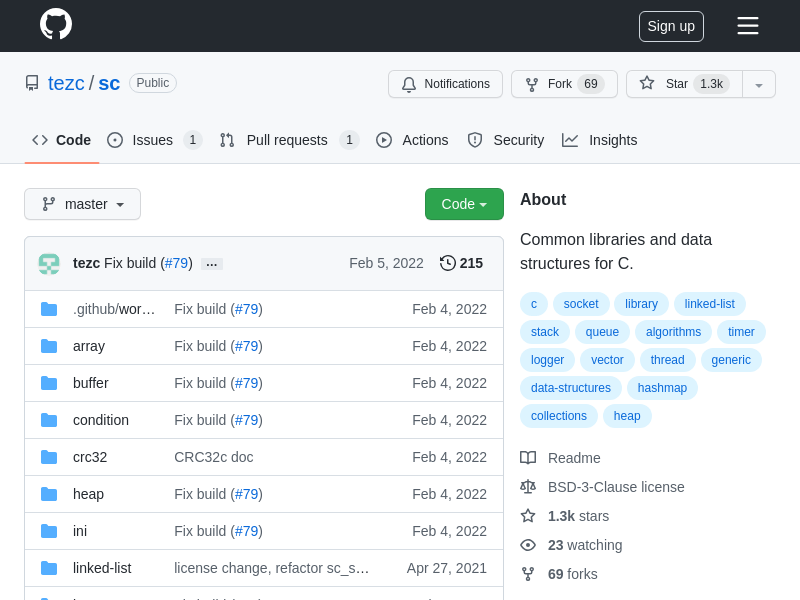 Sign up
tezc / sc Public
Notifications Fork 69 Star 1.3k
Code Issues 1 Pull requests 1 Actions Security Insights
master Code
tezc Fix build (#79) … Feb 5, 2022 215
.github/wor… Fix build (#79) Feb 4, 2022
array Fix build (#79) Feb 4, 2022
buffer Fix build (#79) Feb 4, 2022
condition Fix build (#79) Feb 4, 2022
crc32 CRC32c doc Feb 4, 2022
heap Fix build (#79) Feb 4, 2022
ini Fix build (#79) Feb 4, 2022
linked-list license change, refactor sc_s… Apr 27, 2021
About
Common libraries and data
structures for C.
c socket library linked-list
stack queue algorithms timer
logger vector thread generic
data-structures hashmap
collections heap
Readme
BSD-3-Clause license
1.3k stars
23 watching
69 forks